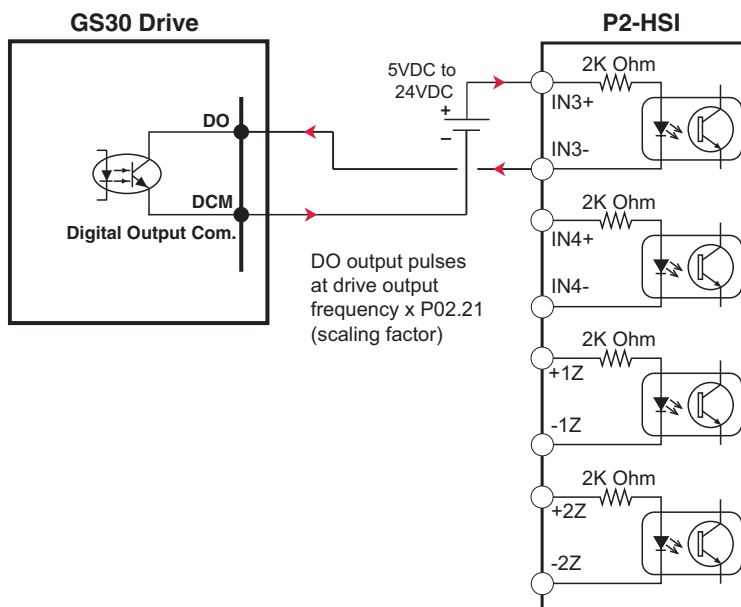 GS30 Drive
P2-HSI
5VDC to
24VDC
+
–
DO
DCM
Digital Output Com.
DO output pulses
at drive output
frequency x P02.21
(scaling factor)
2K Ohm
IN3+
IN3-
2K Ohm
IN4+
IN4-
2K Ohm
+1Z
-1Z
2K Ohm
+2Z
-2Z